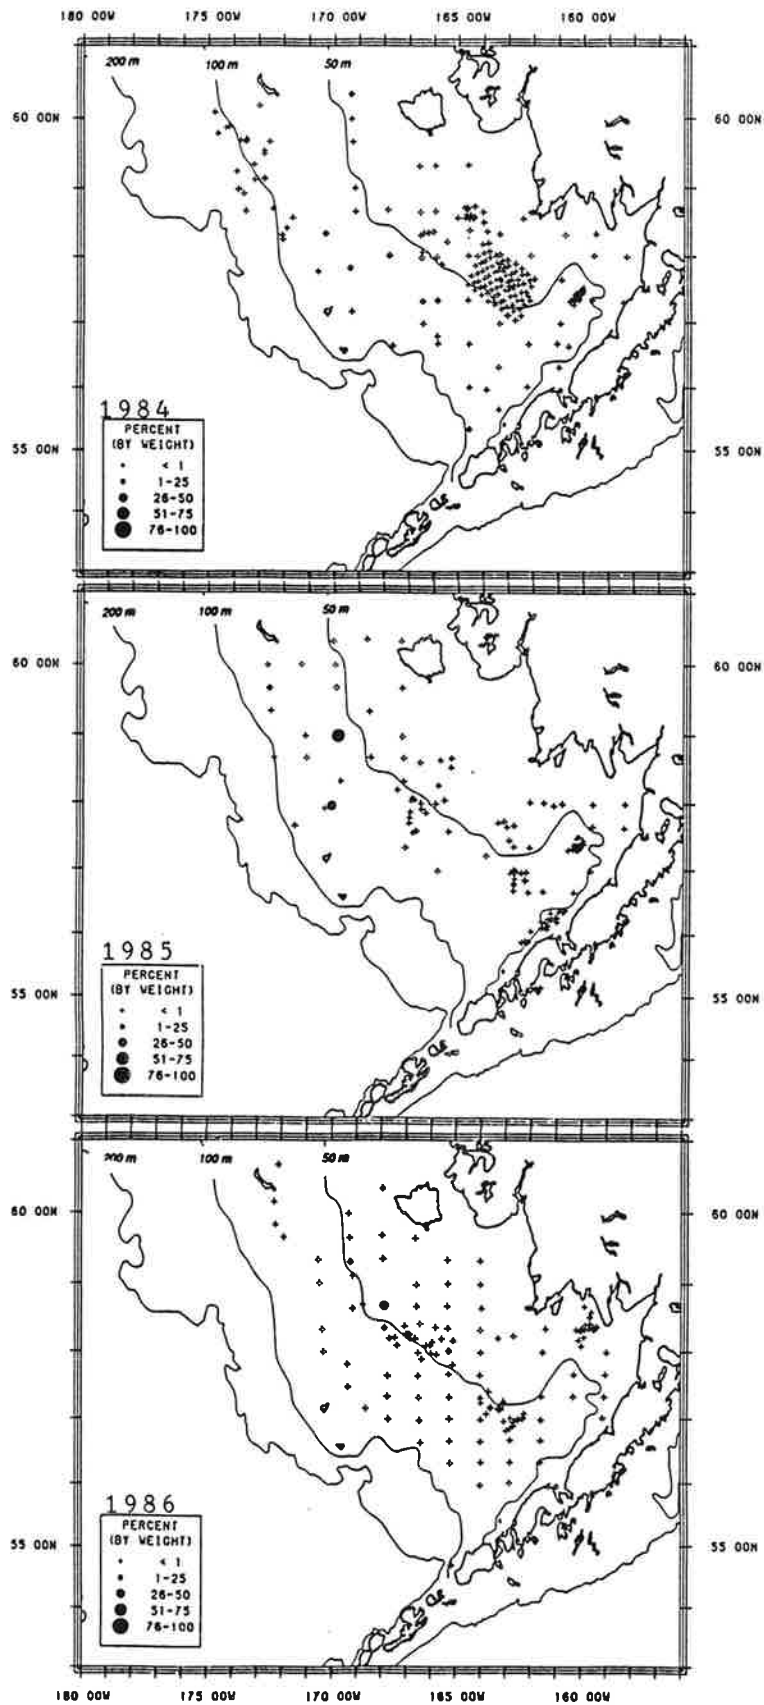 180 00W 175 00W 170 00W 165 00W 160 00W
200 m 100 m 50 m
60 00N 60 00N
1984
PERCENT
(BY WEIGHT)
< 1
1-25
26-50
51-75
76-100
55 00N 55 00N
200 m 100 m 50 m
60 00N 60 00N
1985
PERCENT
(BY WEIGHT)
< 1
1-25
26-50
51-75
76-100
55 00N 55 00N
200 m 100 m 50 m
60 00N 60 00N
1986
PERCENT
(BY WEIGHT)
< 1
1-25
26-50
51-75
76-100
55 00N 55 00N
180 00W 175 00W 170 00W 165 00W 160 00W